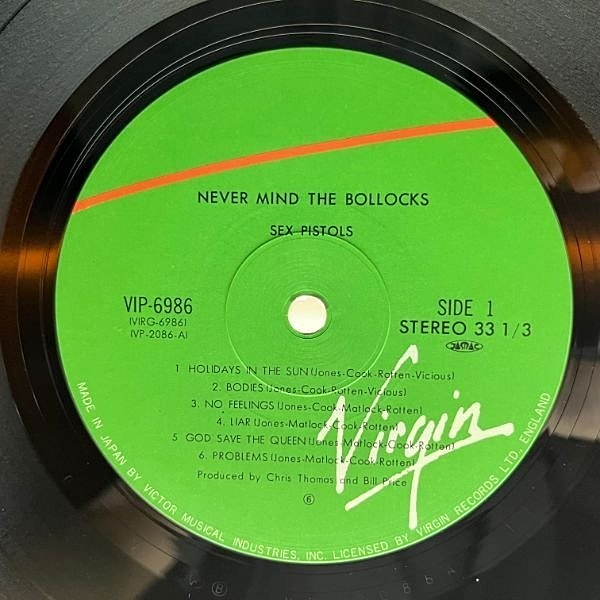 NEVER MIND THE BOLLOCKS
SEX PISTOLS
VIP-6986
(VIRG-6986)
(VP-2086-A)
SIDE 1
STEREO 33 1/3
JASRAC
1 HOLIDAYS IN THE SUN (Jones-Cook-Rotten-Vicious)
2. BODIES (Jones-Cook-Rotten-Vicious)
3. NO FEELINGS (Jones-Cook-Matlock-Rotten)
4. LIAR (Jones-Matlock-Cook-Rotten)
5 GOD SAVE THE QUEEN (Jones-Matlock-Cook-Rotten)
6. PROBLEMS (Jones-Matlock-Cook-Rotten)
Produced by Chris Thomas and Bill Price
Virgin
⑥
MADE IN JAPAN BY VICTOR MUSICAL INDUSTRIES, INC. LICENSED BY VIRGIN RECORDS LTD., ENGLAND